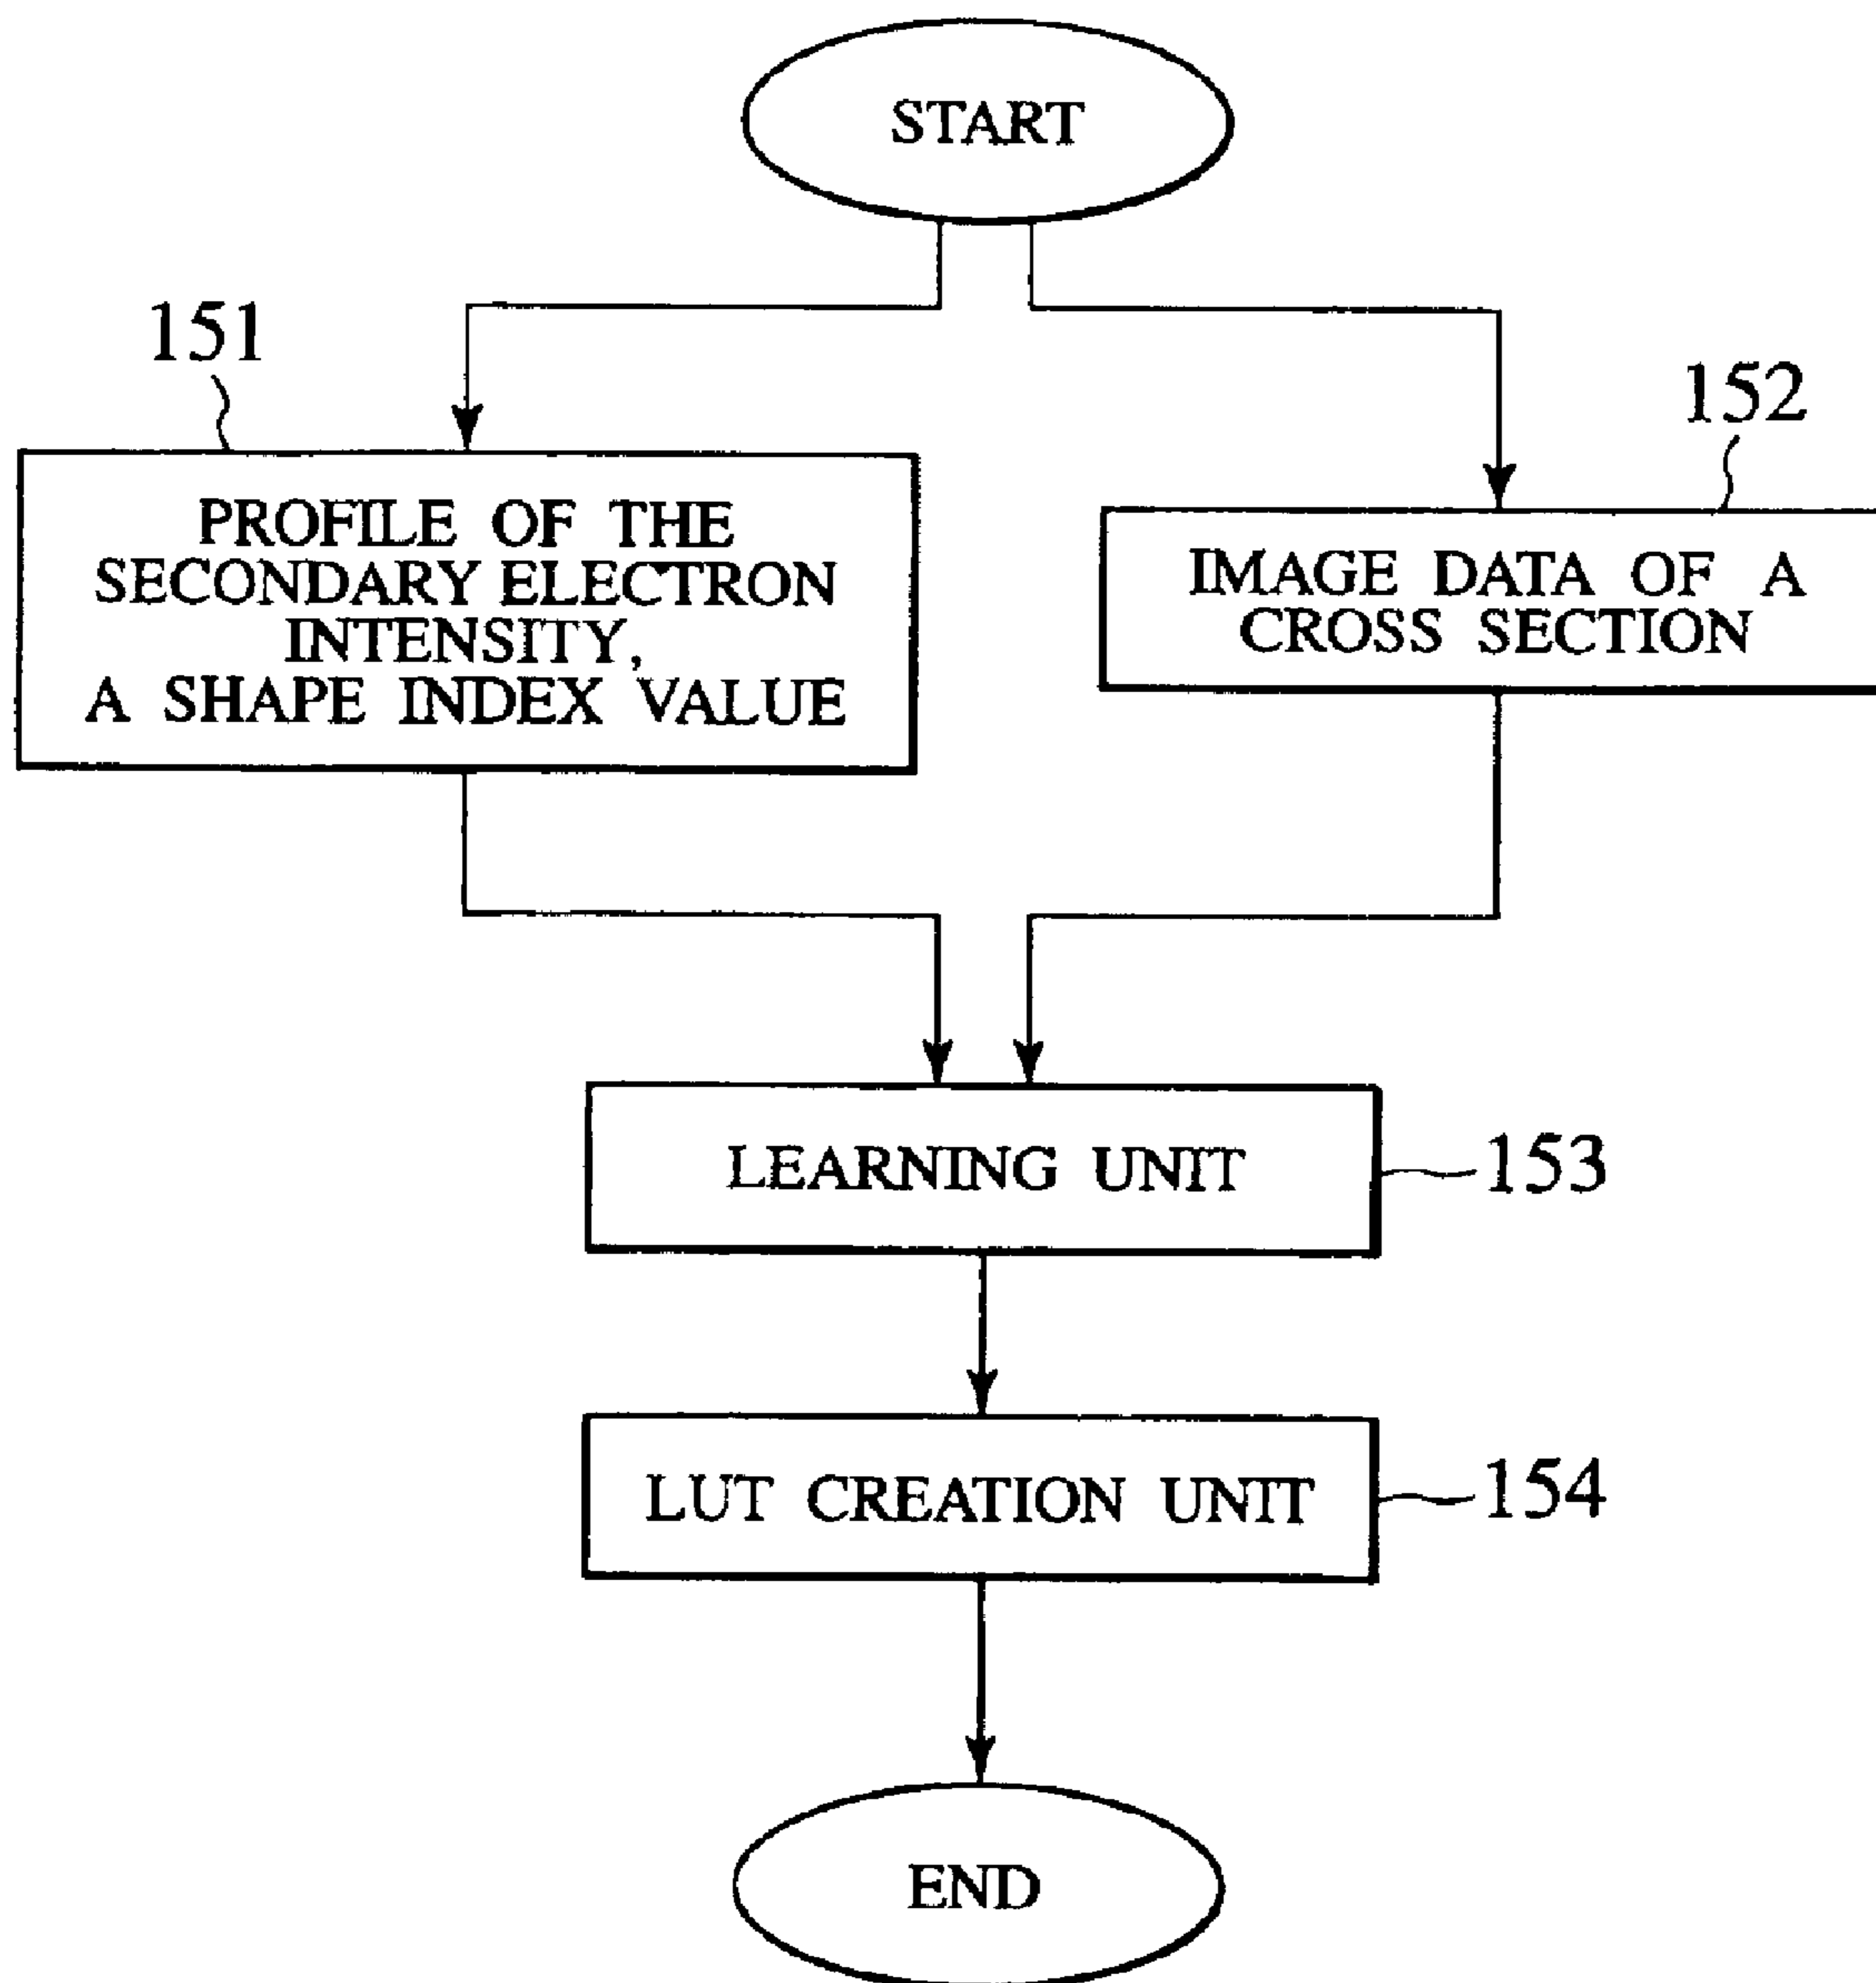 START
151
PROFILE OF THE
SECONDARY ELECTRON
INTENSITY,
A SHAPE INDEX VALUE
152
IMAGE DATA OF A
CROSS SECTION
LEARNING UNIT
153
LUT CREATION UNIT
154
END